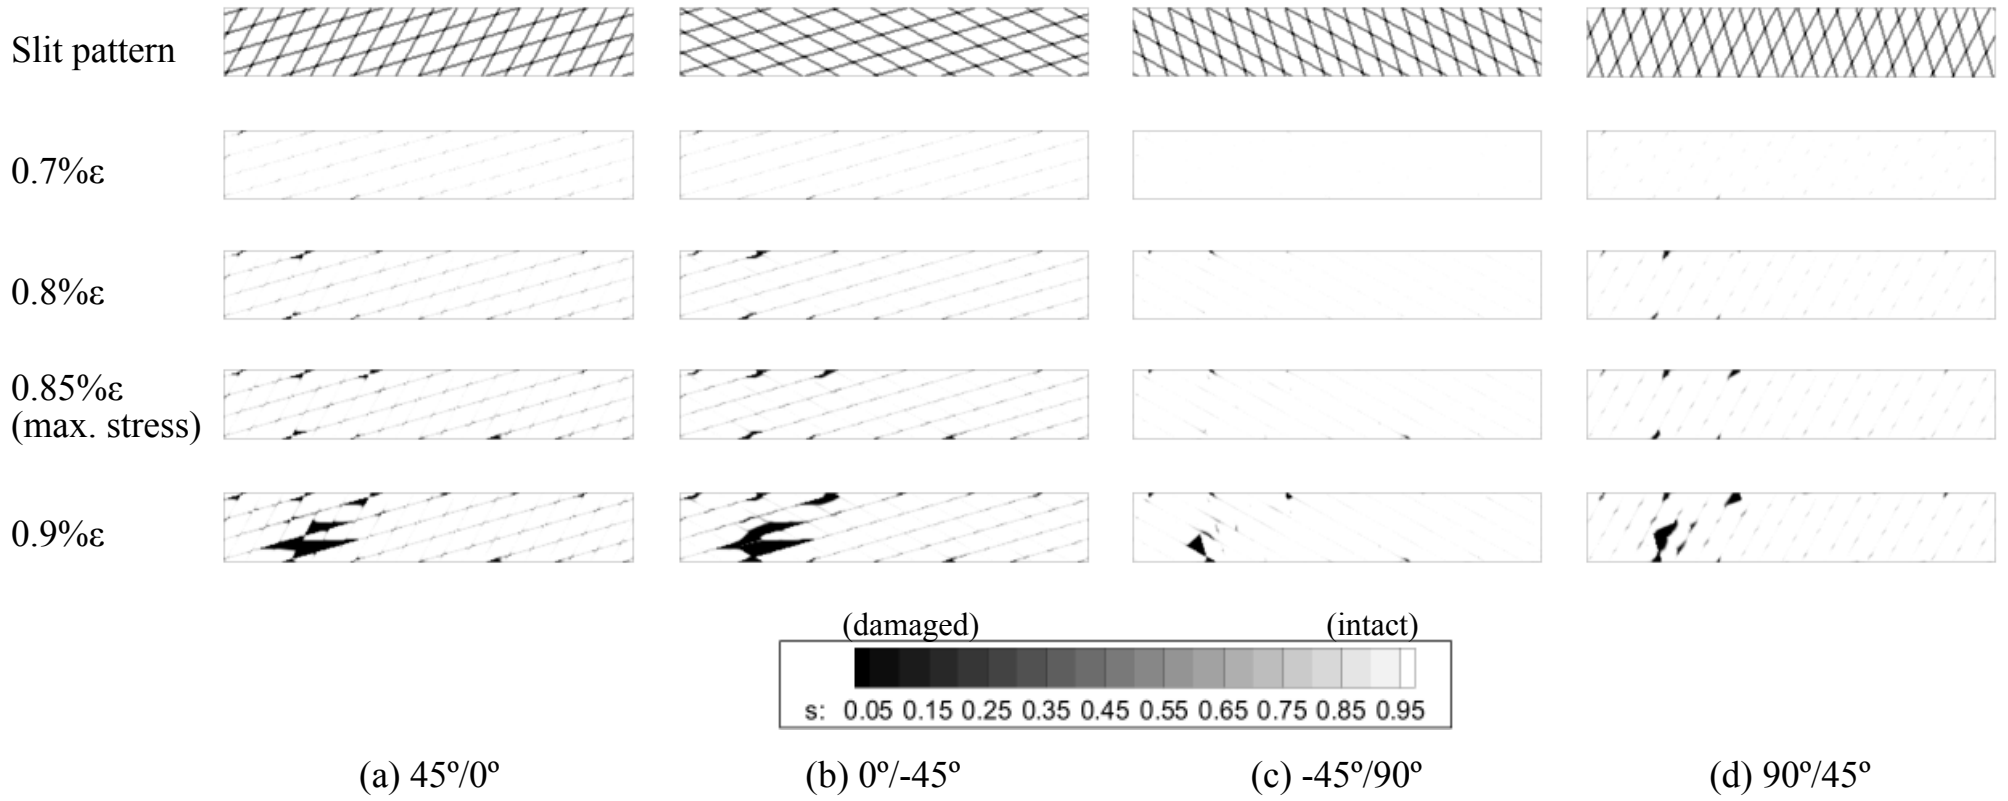 Slit pattern
0.7%ε
0.8%ε
0.85%ε
(max. stress)
0.9%ε
(damaged) (intact)
s: 0.05 0.15 0.25 0.35 0.45 0.55 0.65 0.75 0.85 0.95
(a) 45º/0º (b) 0º/-45º (c) -45º/90º (d) 90º/45º